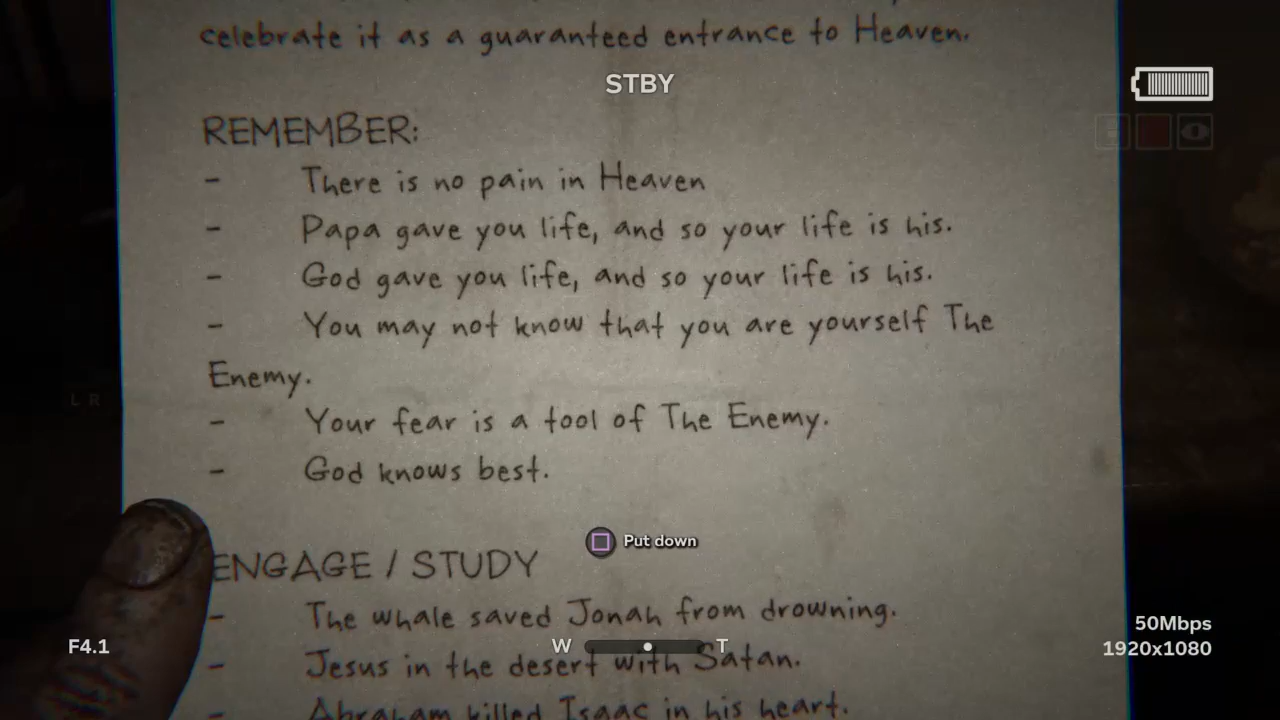 celebrate it as a guaranteed entrance to Heaven.
STBY
REMEMBER:
- There is no pain in Heaven
- Papa gave you life, and so your life is his.
- God gave you life, and so your life is his.
- You may not know that you are yourself The
Enemy.
L R
- Your fear is a tool of The Enemy.
- God knows best.
Put down
ENGAGE / STUDY
- The whale saved Jonah from drowning.
50Mbps
F4.1
W T
1920x1080
- Jesus in the desert with Satan.
- Abraham killed Isaac in his heart.